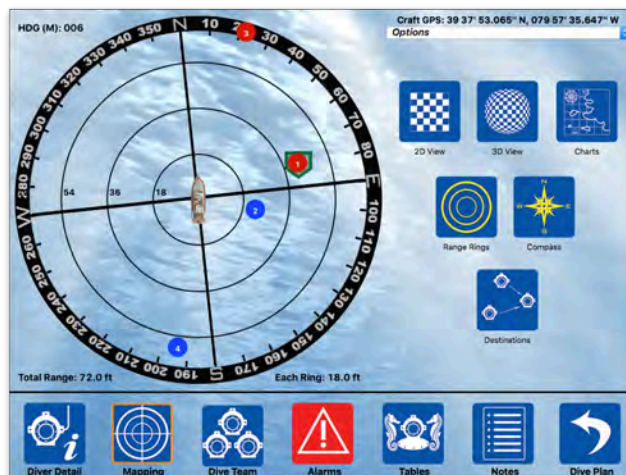 HDG (M): 006
Craft GPS: 39 37' 53.065" N, 079 57' 35.647" W
Options
N 10 20 30 40 50 60 70 80 E 100 110 120 130 140 150 160 170 S 190 200 210 220 230 240 250 260 W 280 290 300 310 320 330 340 350
3
1
54 36 18
2
4
2D View 3D View Charts
Range Rings Compass
Destinations
Total Range: 72.0 ft Each Ring: 18.0 ft
Diver Detail Mapping Dive Team Alarms Tables Notes Dive Plan